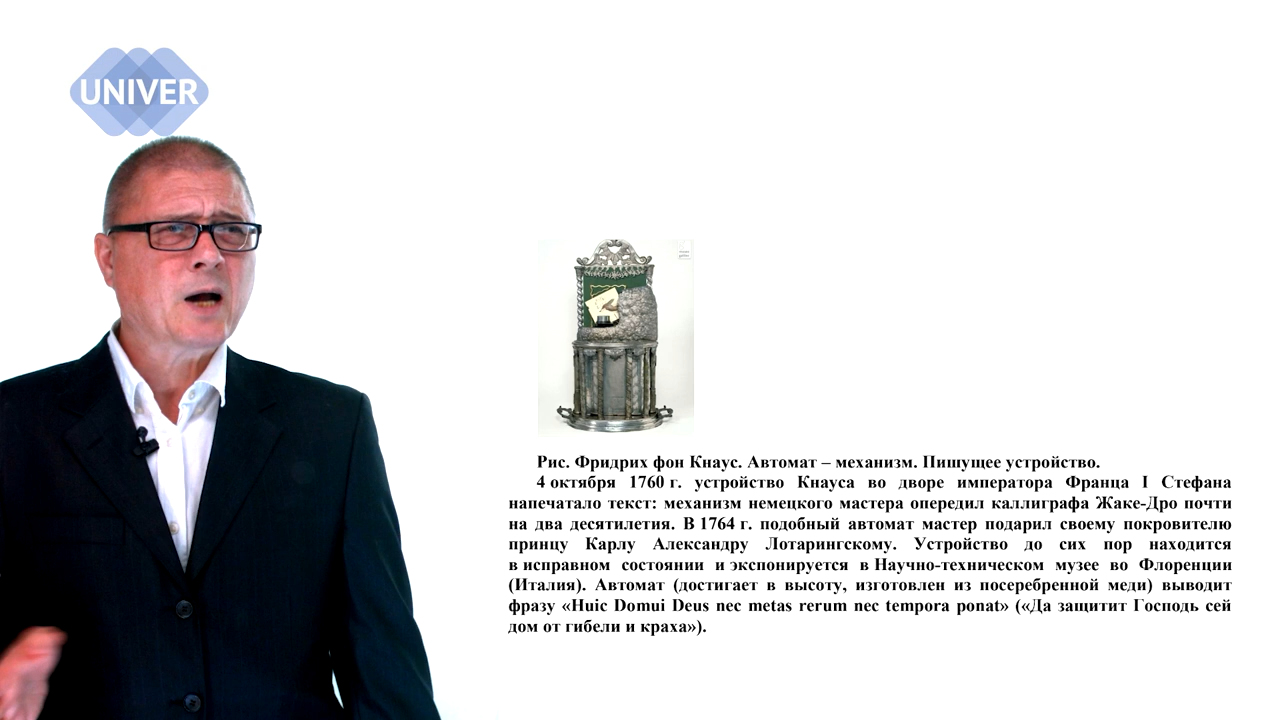 UNIVER
Рис. Фридрих фон Кнаус. Автомат – механизм. Пишущее устройство.
4 октября 1760 г. устройство Кнауса во дворе императора Франца I Стефана
напечатало текст: механизм немецкого мастера опередил каллиграфа Жаке-Дро почти
на два десятилетия. В 1764 г. подобный автомат мастер подарил своему покровителю
принцу Карлу Александру Лотарингскому. Устройство до сих пор находится
в исправном состоянии и экспонируется в Научно-техническом музее во Флоренции
(Италия). Автомат (достигает в высоту, изготовлен из посеребренной меди) выводит
фразу «Huic Domui Deus nec metas rerum nec tempora ponat» («Да защитит Господь сей
дом от гибели и краха»).